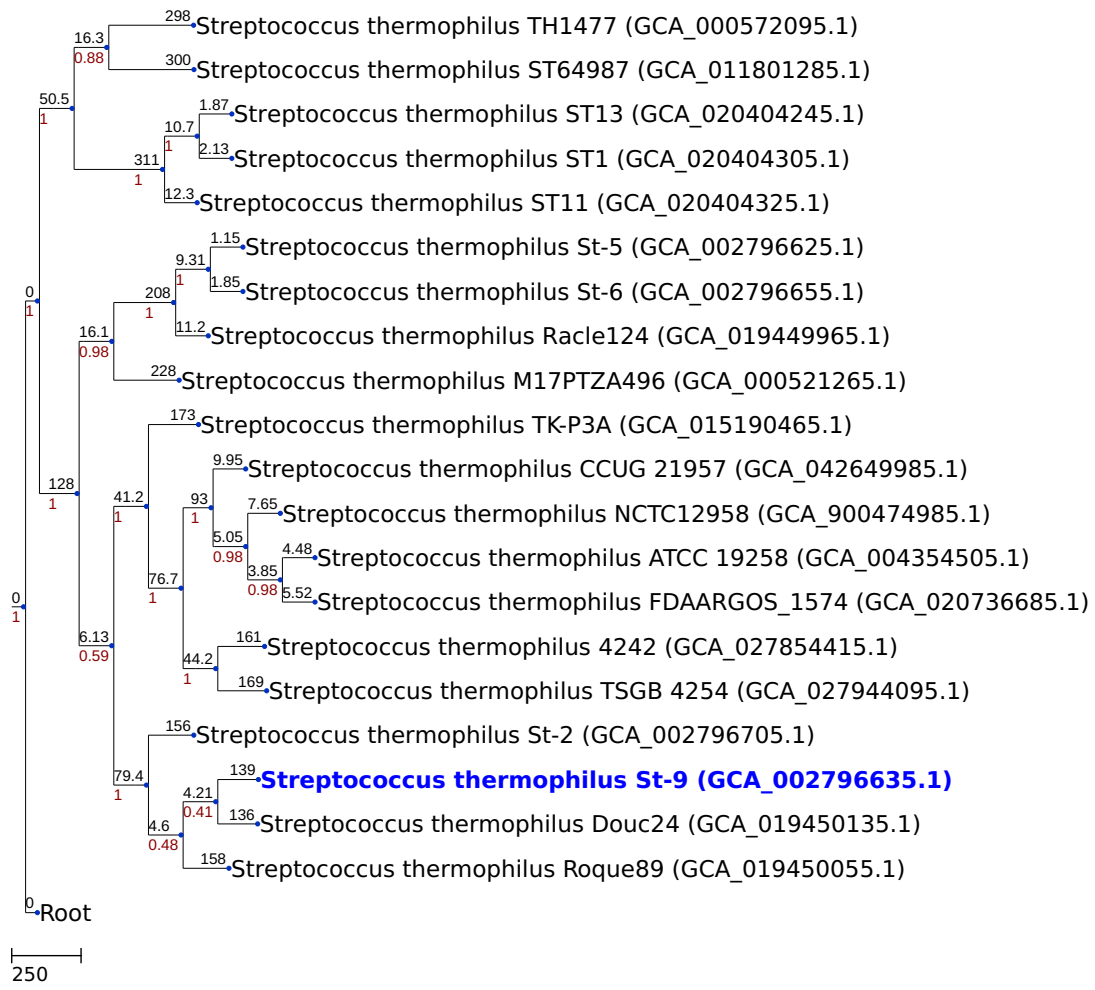 298 Streptococcus thermophilus TH1477 (GCA_000572095.1)
16.3
0.88
300 Streptococcus thermophilus ST64987 (GCA_011801285.1)
50.5
1
1.87 Streptococcus thermophilus ST13 (GCA_020404245.1)
10.7
1
2.13 Streptococcus thermophilus ST1 (GCA_020404305.1)
311
1
12.3 Streptococcus thermophilus ST11 (GCA_020404325.1)
1.15 Streptococcus thermophilus St-5 (GCA_002796625.1)
9.31
1
1.85 Streptococcus thermophilus St-6 (GCA_002796655.1)
0
1
208
1
11.2 Streptococcus thermophilus Racle124 (GCA_019449965.1)
16.1
0.98
228 Streptococcus thermophilus M17PTZA496 (GCA_000521265.1)
173 Streptococcus thermophilus TK-P3A (GCA_015190465.1)
9.95 Streptococcus thermophilus CCUG 21957 (GCA_042649985.1)
128
1
41.2
1
93
1
7.65 Streptococcus thermophilus NCTC12958 (GCA_900474985.1)
5.05
0.98
4.48 Streptococcus thermophilus ATCC 19258 (GCA_004354505.1)
3.85
0.98
76.7
1
5.52 Streptococcus thermophilus FDAARGOS_1574 (GCA_020736685.1)
0
1
161 Streptococcus thermophilus 4242 (GCA_027854415.1)
6.13
0.59
44.2
1
169 Streptococcus thermophilus TSGB 4254 (GCA_027944095.1)
156 Streptococcus thermophilus St-2 (GCA_002796705.1)
79.4
1
139 Streptococcus thermophilus St-9 (GCA_002796635.1)
4.21
0.41
136 Streptococcus thermophilus Douc24 (GCA_019450135.1)
4.6
0.48
158 Streptococcus thermophilus Roque89 (GCA_019450055.1)
0 Root
250